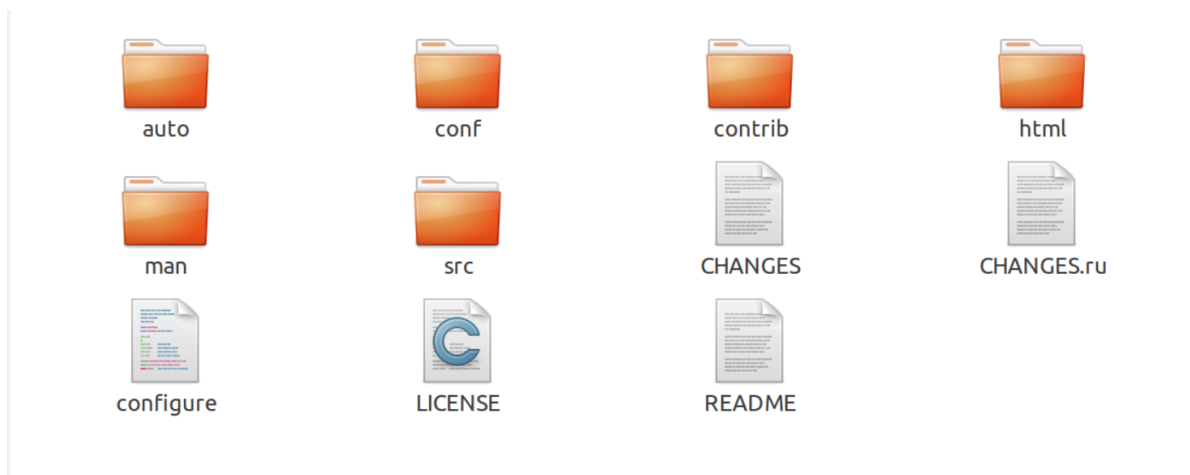 auto
conf
contrib
html
man
src
CHANGES
CHANGES.ru
configure
LICENSE
README